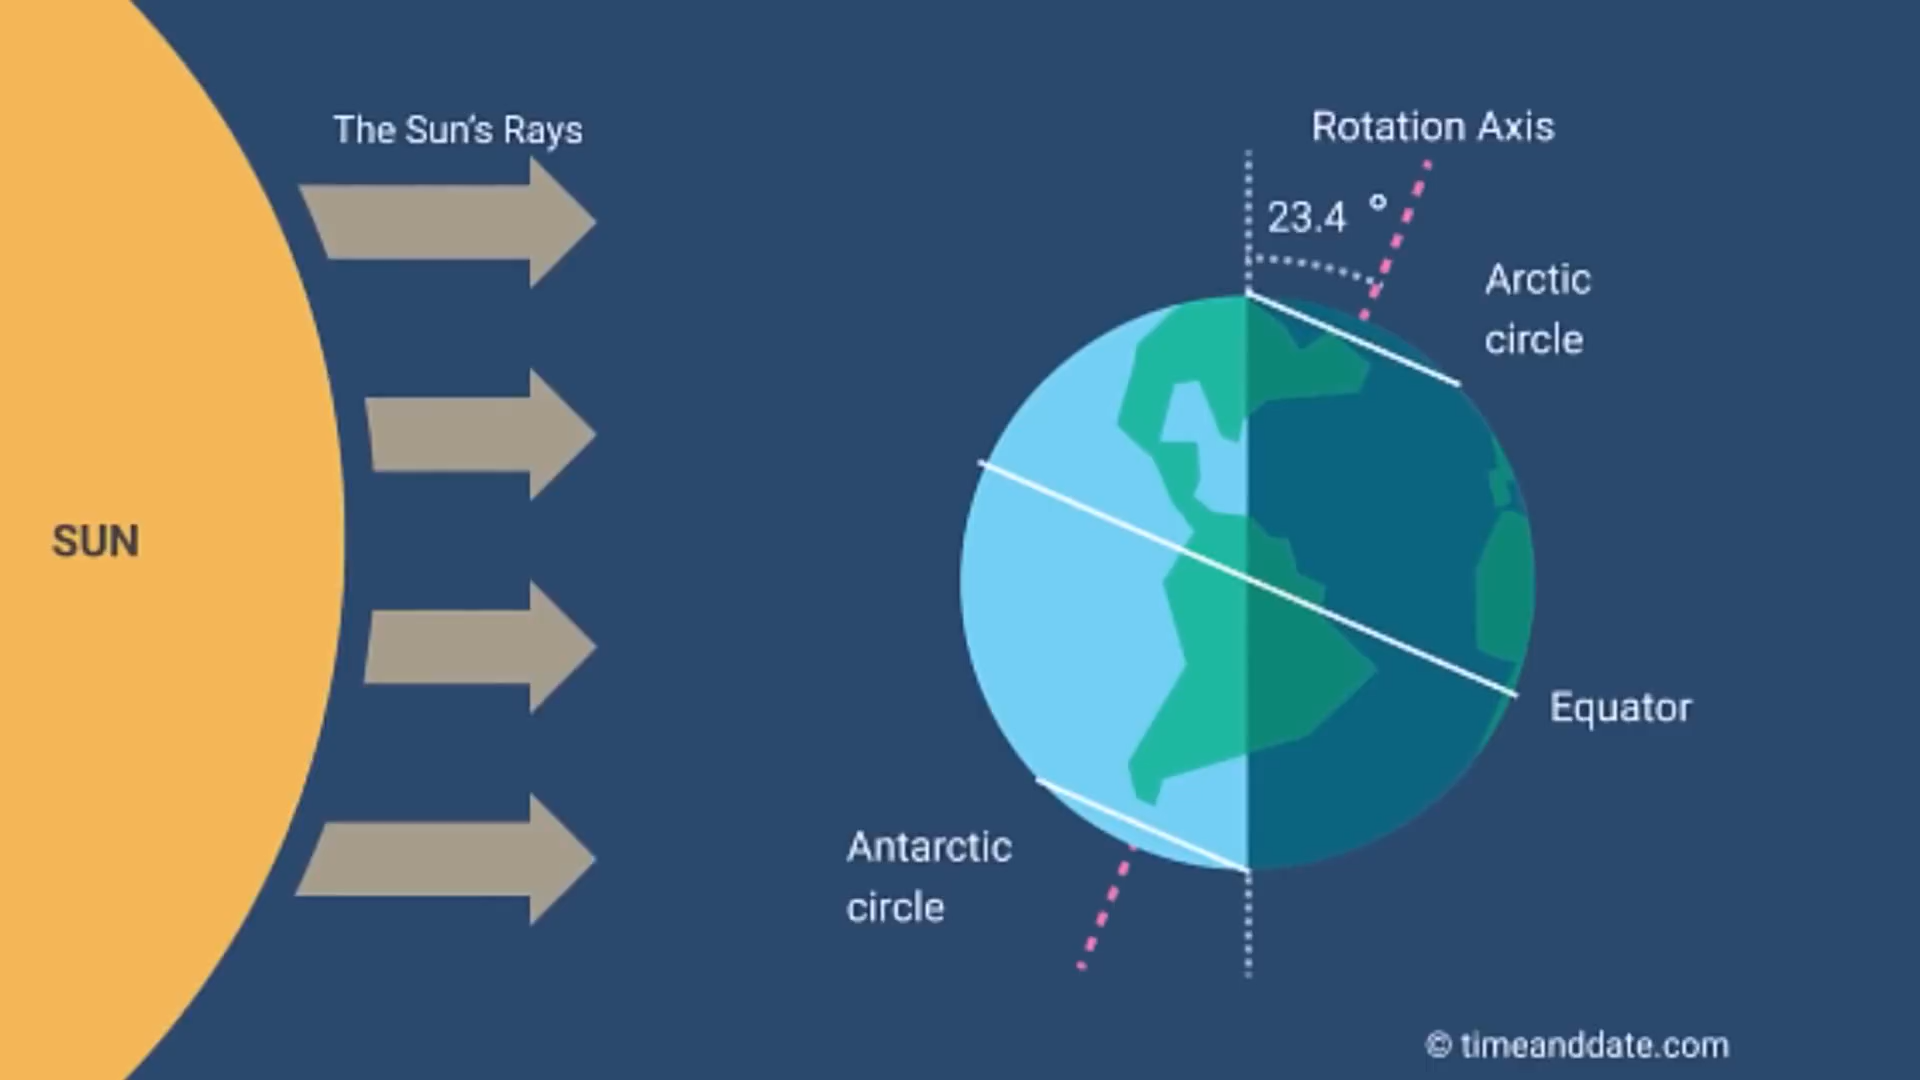 The Sun's Rays
Rotation Axis
23.4 °
Arctic
circle
SUN
Equator
Antarctic
circle
© timeanddate.com